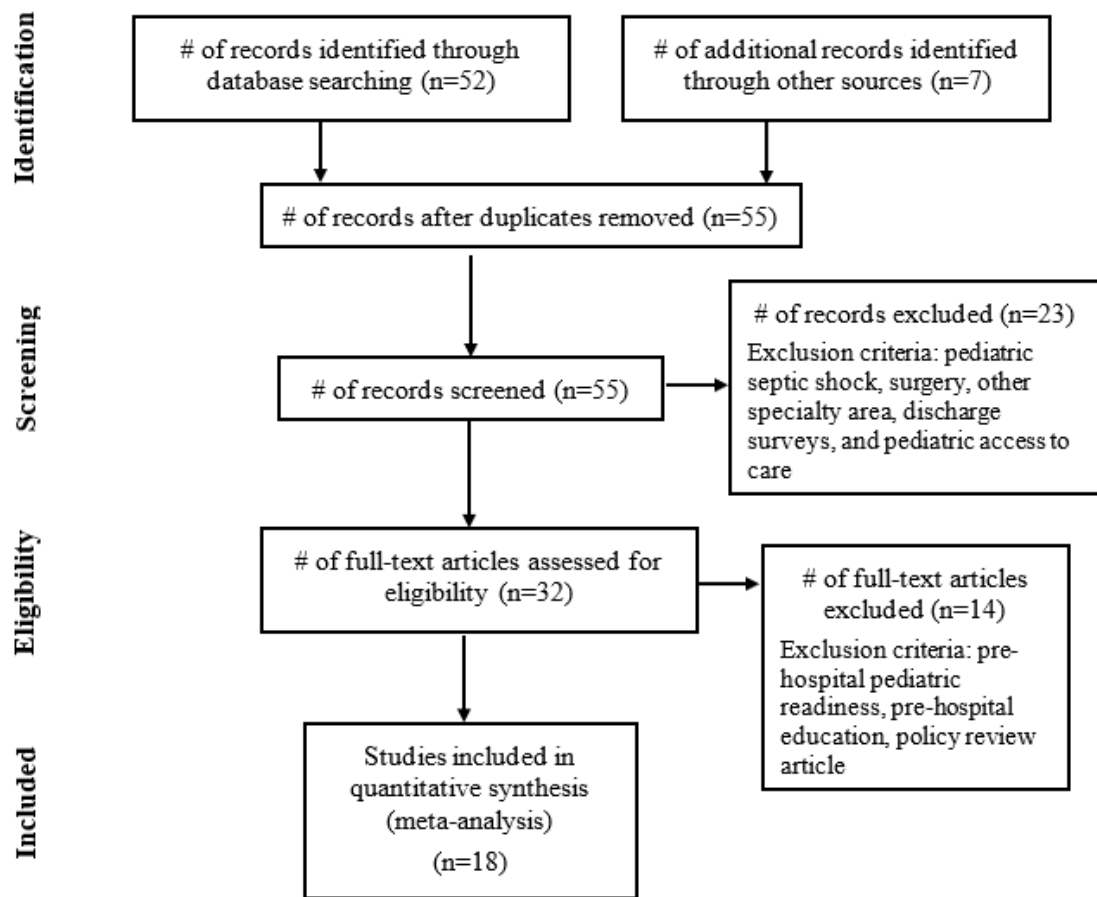 Identification
# of records identified through
database searching (n=52)
# of additional records identified
through other sources (n=7)
# of records after duplicates removed (n=55)
Screening
# of records screened (n=55)
# of records excluded (n=23)
Exclusion criteria: pediatric
septic shock, surgery, other
specialty area, discharge
surveys, and pediatric access to
care
Eligibility
# of full-text articles assessed for
eligibility (n=32)
# of full-text articles
excluded (n=14)
Exclusion criteria: pre-
hospital pediatric
readiness, pre-hospital
education, policy review
article
Included
Studies included in
quantitative synthesis
(meta-analysis)
(n=18)